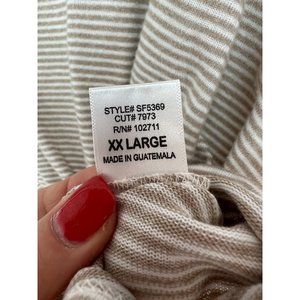 STYLE# SF5369
CUT# 7973
R/N# 102711
XX LARGE
MADE IN GUATEMALA